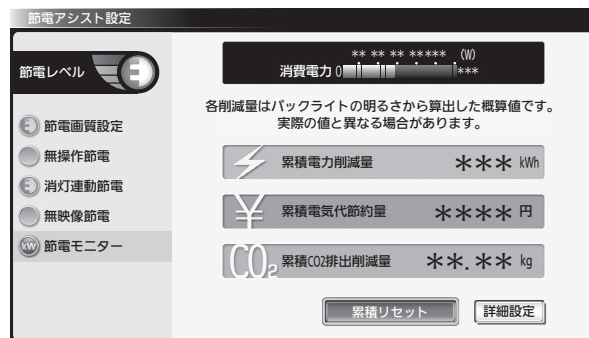 節電アシスト設定
節電レベル
節電画質設定
無操作節電
消灯連動節電
無映像節電
節電モニター
** ** ** ***** (W)
消費電力 0 ***
各削減量はバックライトの明るさから算出した概算値です。
実際の値と異なる場合があります。
累積電力削減量 *** kWh
累積電気代節約量 **** 円
CO2 累積CO2排出削減量 **.** kg
累積リセット 詳細設定